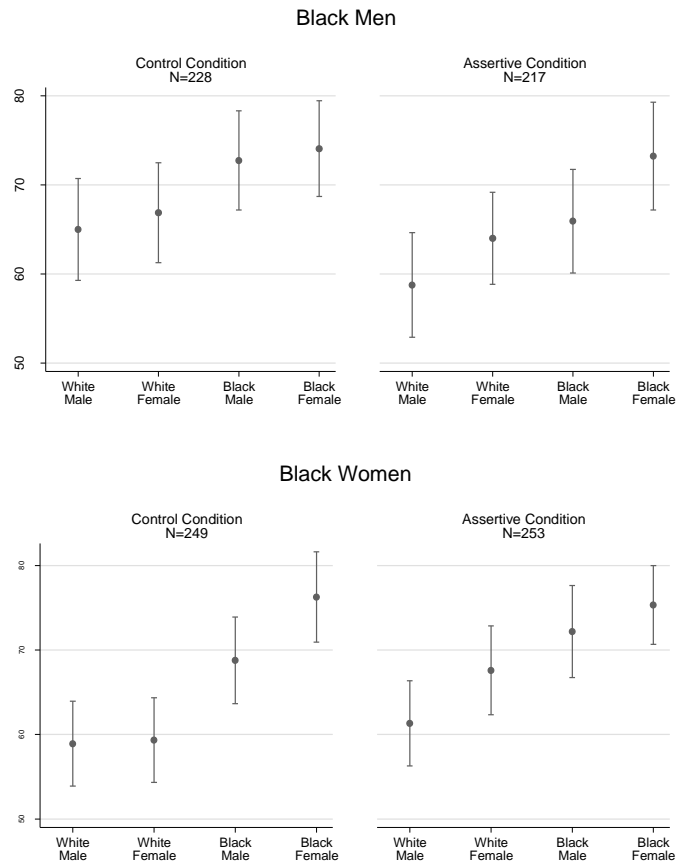 Black Men
Control Condition
N=228
Assertive Condition
N=217
80
70
60
50
White
Male
White
Female
Black
Male
Black
Female
White
Male
White
Female
Black
Male
Black
Female
Black Women
Control Condition
N=249
Assertive Condition
N=253
80
70
60
50
White
Male
White
Female
Black
Male
Black
Female
White
Male
White
Female
Black
Male
Black
Female